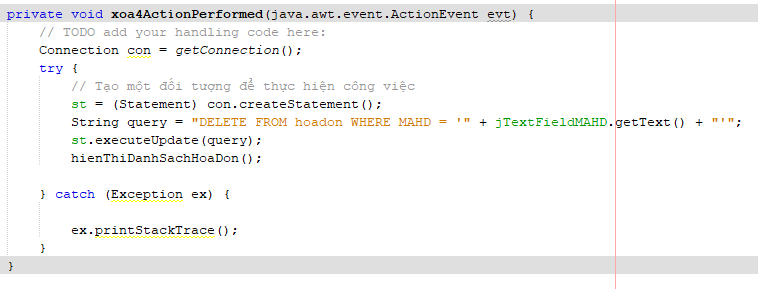 private void xoa4ActionPerformed(java.awt.event.ActionEvent evt) {
// TODO add your handling code here:
Connection con = getConnection();
try {
// Tạo một đối tượng để thực hiện công việc
st = (Statement) con.createStatement();
String query = "DELETE FROM hoadon WHERE MAHD = '" + jTextFieldMAHD.getText() + "'";
st.executeUpdate(query);
hienThiDanhSachHoaDon();
} catch (Exception ex) {
ex.printStackTrace();
}
}